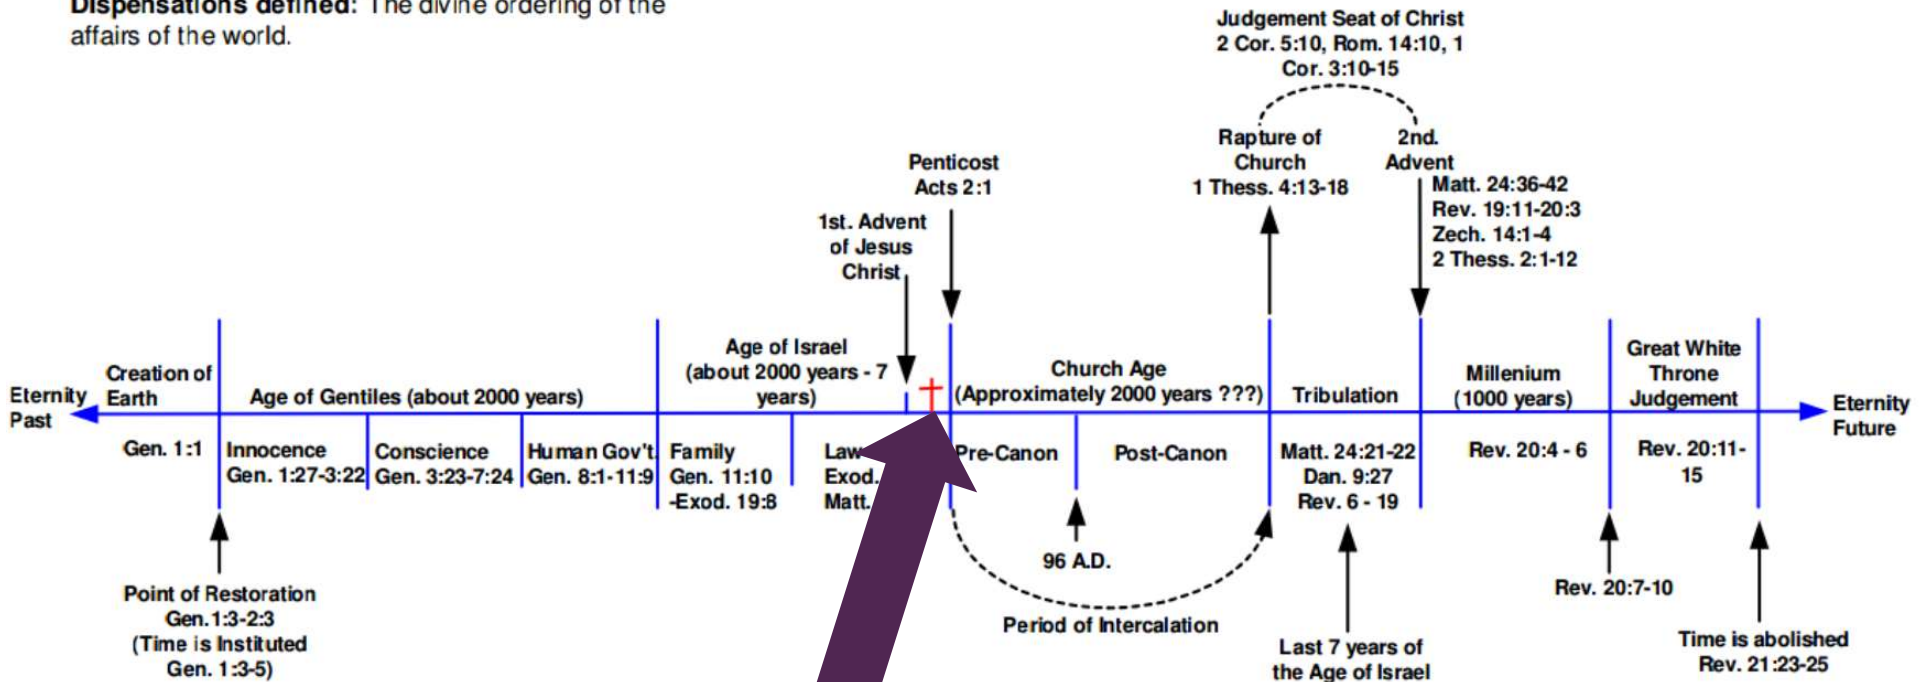 Dispensations defined: The divine ordering of the
affairs of the world.
Judgement Seat of Christ
2 Cor. 5:10, Rom. 14:10, 1
Cor. 3:10-15
Rapture of
Church
1 Thess. 4:13-18
2nd.
Advent
Matt. 24:36-42
Rev. 19:11-20:3
Zech. 14:1-4
2 Thess. 2:1-12
Penticost
Acts 2:1
1st. Advent
of Jesus
Christ
Eternity
Past
Creation of
Earth
Age of Gentiles (about 2000 years)
Age of Israel
(about 2000 years - 7
years)
Church Age
(Approximately 2000 years ???)
Tribulation
Millenium
(1000 years)
Great White
Throne
Judgement
Eternity
Future
Gen. 1:1
Innocence
Gen. 1:27-3:22
Conscience
Gen. 3:23-7:24
Human Gov't.
Gen. 8:1-11:9
Family
Gen. 11:10
-Exod. 19:8
Law
Exod.
Matt.
Pre-Canon
Post-Canon
Matt. 24:21-22
Dan. 9:27
Rev. 6 - 19
Rev. 20:4 - 6
Rev. 20:11-
15
Point of Restoration
Gen.1:3-2:3
(Time is Instituted
Gen. 1:3-5)
96 A.D.
Period of Intercalation
Last 7 years of
the Age of Israel
Rev. 20:7-10
Time is abolished
Rev. 21:23-25